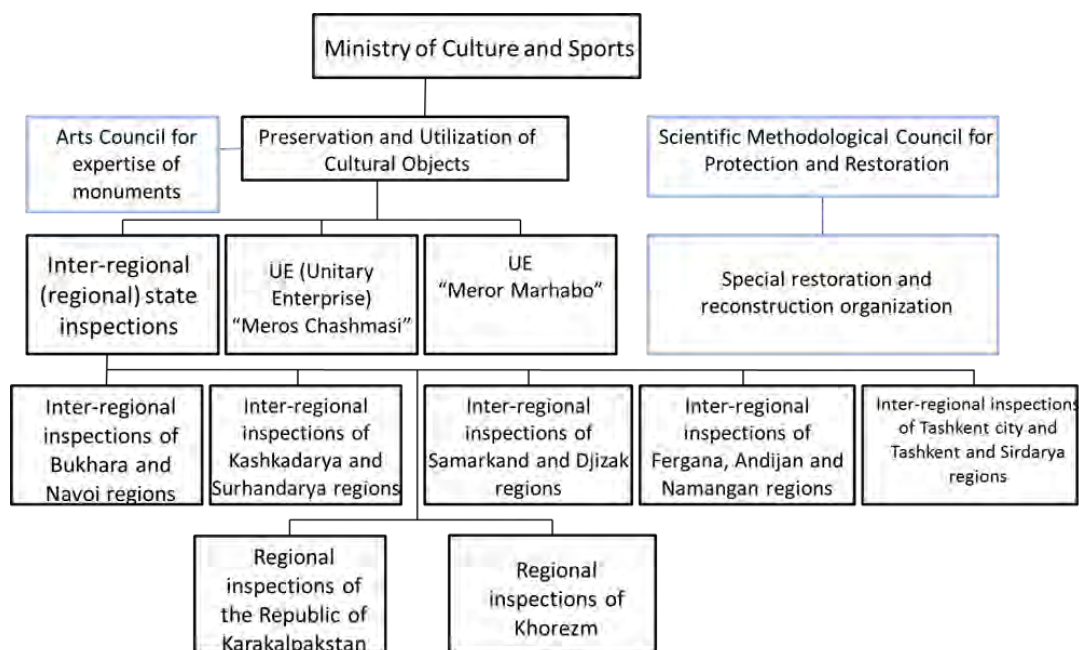 Ministry of Culture and Sports
Arts Council for
expertise of
monuments
Preservation and Utilization of
Cultural Objects
Scientific Methodological Council for
Protection and Restoration
Inter-regional
(regional) state
inspections
UE (Unitary
Enterprise)
“Meros Chashmasi”
UE
“Meror Marhabo”
Special restoration and
reconstruction organization
Inter-regional
inspections of
Bukhara and
Navoi regions
Inter-regional
inspections of
Kashkadarya and
Surhandarya regions
Inter-regional
inspections of
Samarkand and Djizak
regions
Inter-regional
inspections of
Fergana, Andijan and
Namangan regions
Inter-regional inspections
of Tashkent city and
Tashkent and Sirdarya
regions
Regional
inspections of
the Republic of
Karakalpakstan
Regional
inspections of
Khorezm